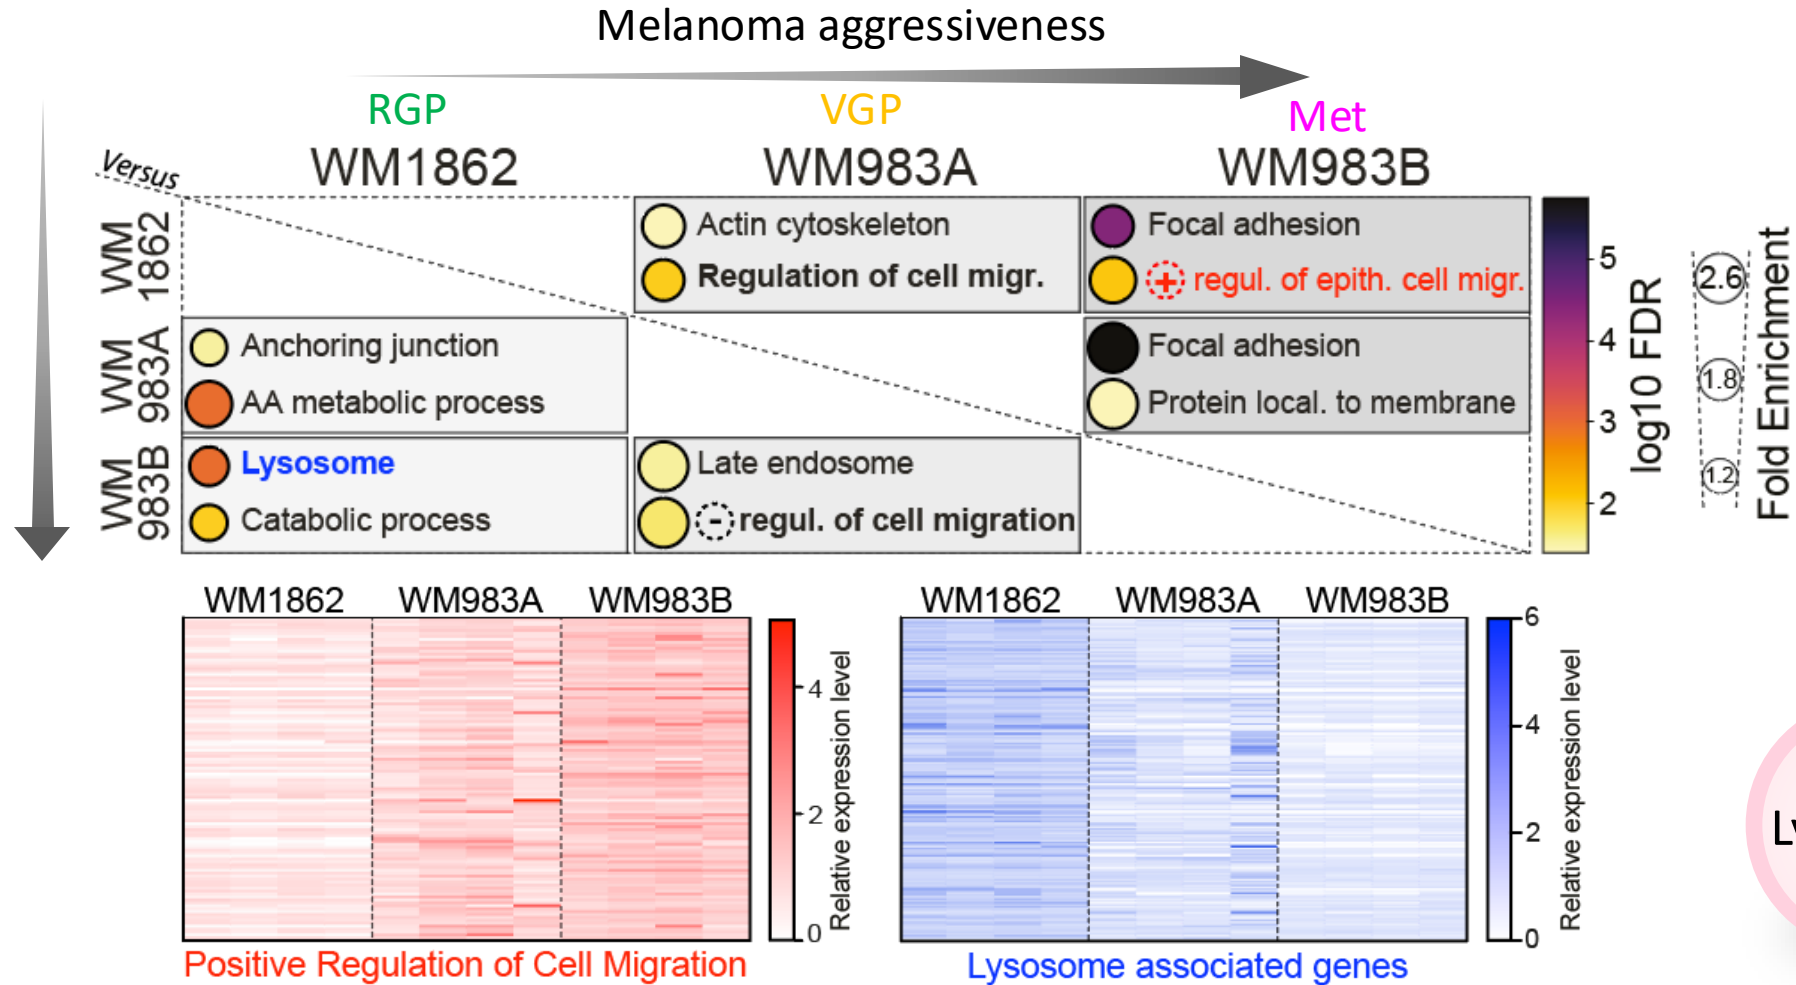 Melanoma aggressiveness
RGP
VGP
Met
Versus
WM1862
WM983A
WM983B
WM
1862
Actin cytoskeleton
Regulation of cell migr.
Focal adhesion
+ regul. of epith. cell migr.
WM
983A
Anchoring junction
AA metabolic process
Focal adhesion
Protein local. to membrane
WM
983B
Lysosome
Catabolic process
Late endosome
- regul. of cell migration
5
4
3
2
log10 FDR
2.6
1.8
1.2
Fold Enrichment
WM1862
WM983A
WM983B
4
2
0
Relative expression level
Positive Regulation of Cell Migration
WM1862
WM983A
WM983B
6
4
2
0
Relative expression level
Lysosome associated genes